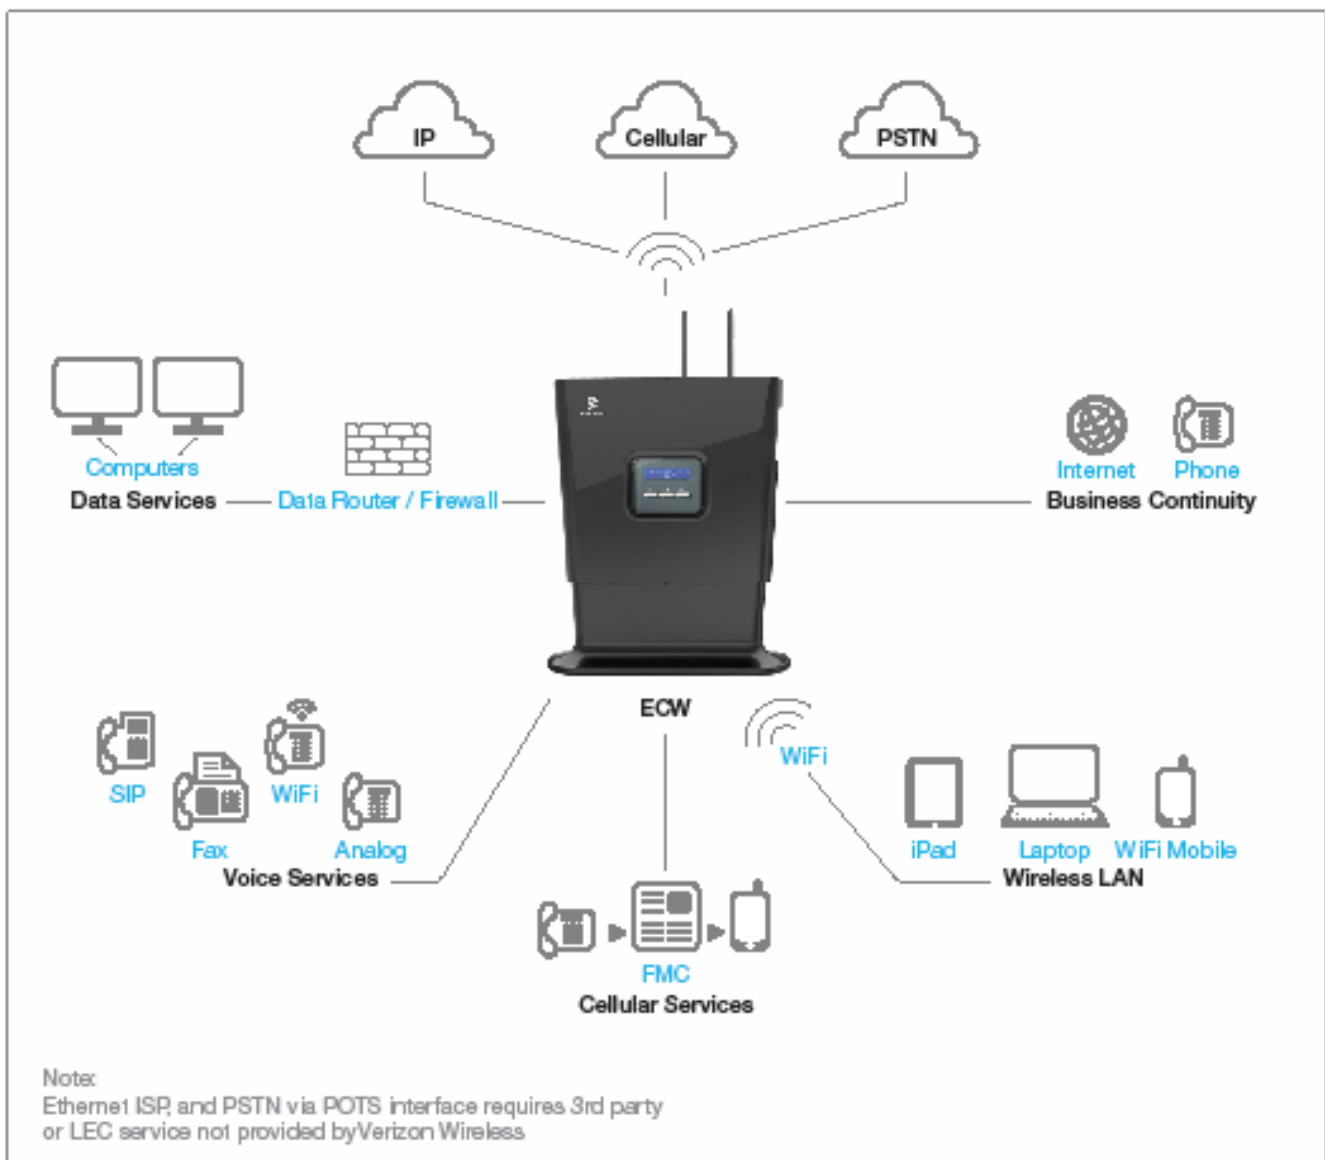 IP
Cellular
PSTN
Computers
Data Services
Data Router / Firewall
Internet
Phone
Business Continuity
ECW
WiFi
SIP
WiFi
Fax
Analog
Voice Services
iPad
Laptop
WiFi Mobile
Wireless LAN
FMC
Cellular Services
Note:
Ethernet ISP, and PSTN via POTS interface requires 3rd party
or LEC service not provided by Verizon Wireless